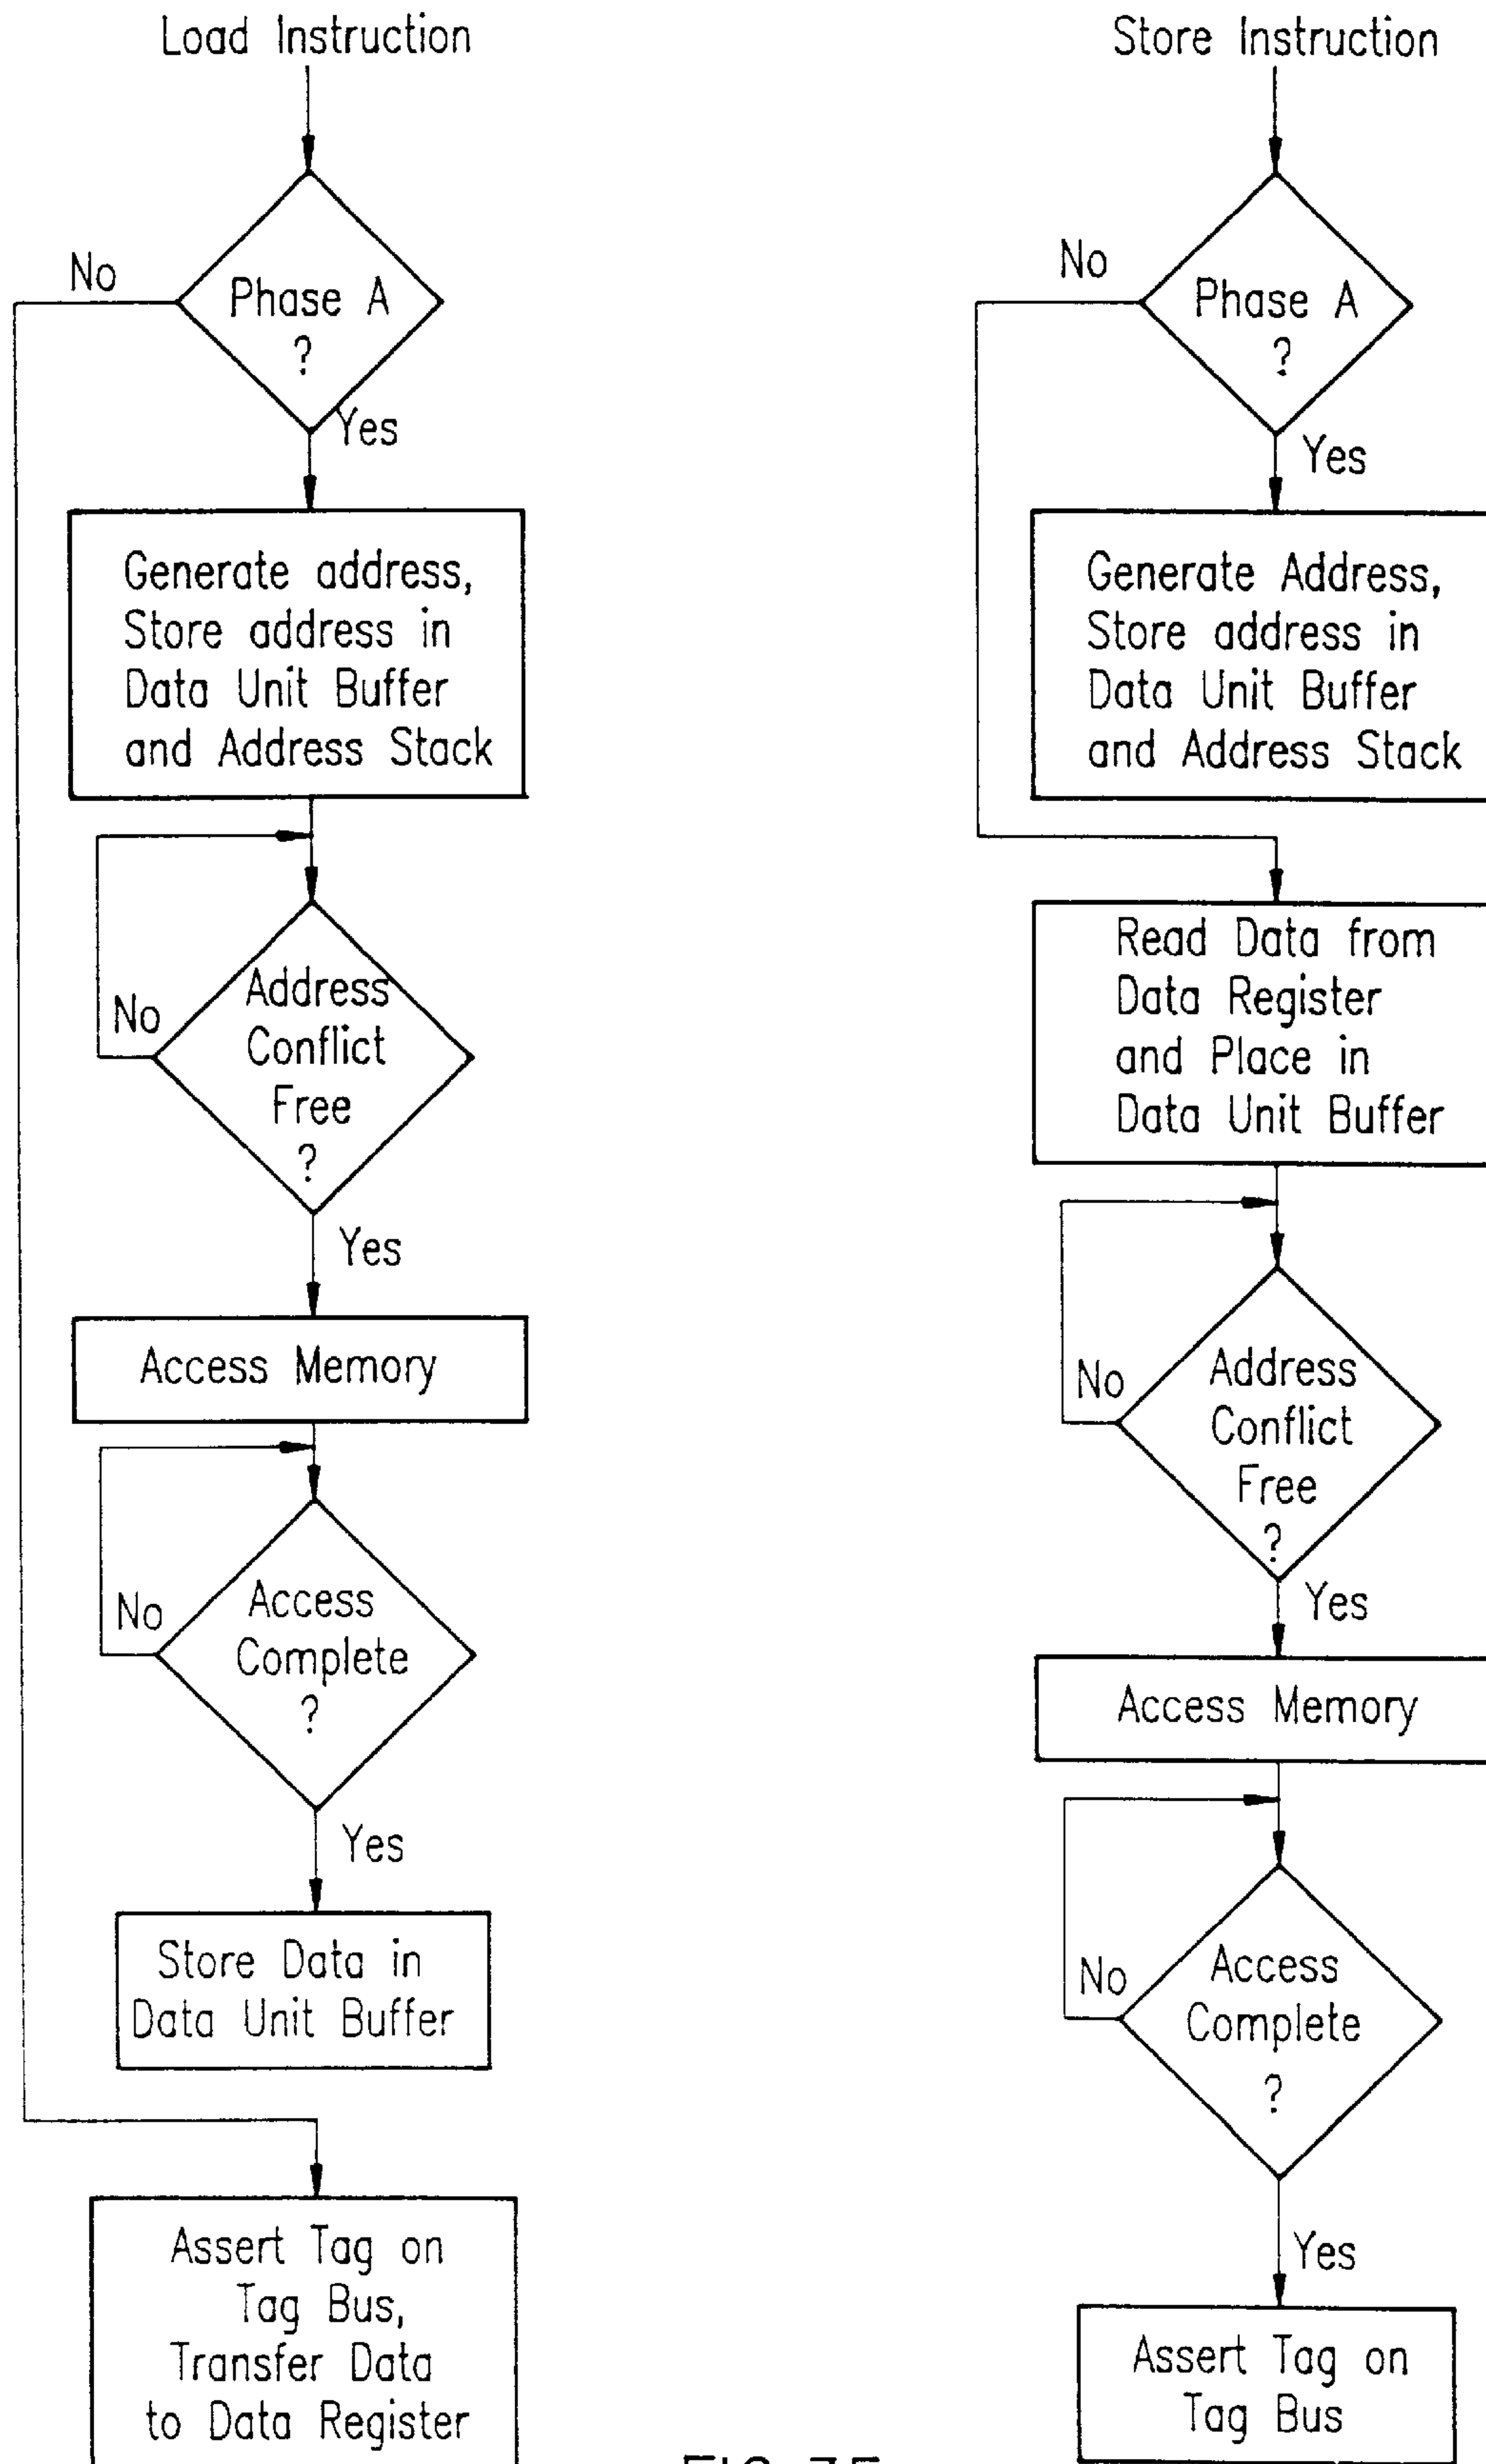 Load Instruction
No
Phase A
?
Yes
Generate address,
Store address in
Data Unit Buffer
and Address Stack
Address
Conflict
Free
?
No
Yes
Access Memory
Access
Complete
?
No
Yes
Store Data in
Data Unit Buffer
Assert Tag on
Tag Bus,
Transfer Data
to Data Register
Store Instruction
No
Phase A
?
Yes
Generate Address,
Store address in
Data Unit Buffer
and Address Stack
Read Data from
Data Register
and Place in
Data Unit Buffer
Address
Conflict
Free
?
No
Yes
Access Memory
Access
Complete
?
No
Yes
Assert Tag on
Tag Bus